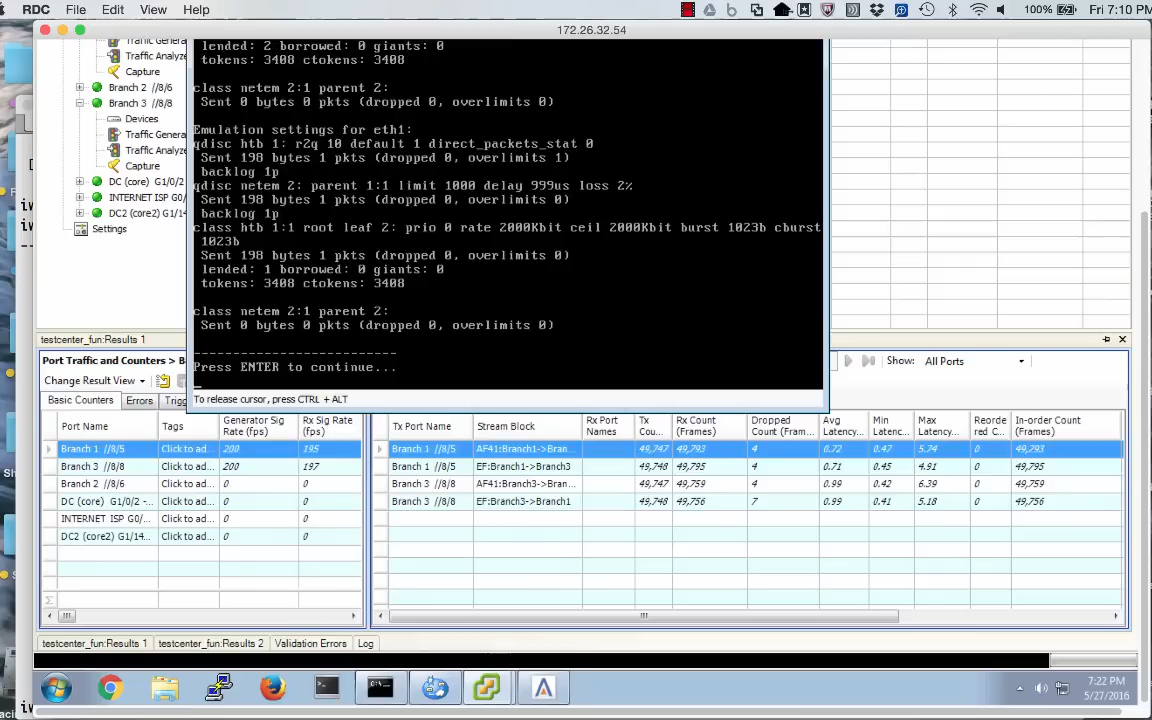 RDC File Edit View Help
100% Fri 7:10 PM
172.26.32.54
Traffic Genera
Traffic Analyze
Capture
Branch 2 //8/6
Branch 3 //8/8
Devices
Traffic Genera
Traffic Analyze
Capture
DC (core) G1/0/2
INTERNET ISP G0/
DC2 (core2) G1/14
Settings
lended: 2 borrowed: 0 giants: 0
tokens: 3408 ctokens: 3408
class netem 2:1 parent 2:
Sent 0 bytes 0 pkts (dropped 0, overlimits 0)
Emulation settings for eth1:
qdisc htb 1: r2q 10 default 1 direct_packets_stat 0
Sent 198 bytes 1 pkts (dropped 0, overlimits 1)
backlog 1p
qdisc netem 2: parent 1:1 limit 1000 delay 999us loss 2%
Sent 198 bytes 1 pkts (dropped 0, overlimits 0)
backlog 1p
class htb 1:1 root leaf 2: prio 0 rate 2000Kbit ceil 2000Kbit burst 1023b cburst
1023b
Sent 198 bytes 1 pkts (dropped 0, overlimits 0)
lended: 1 borrowed: 0 giants: 0
tokens: 3408 ctokens: 3408
class netem 2:1 parent 2:
Sent 0 bytes 0 pkts (dropped 0, overlimits 0)
--------------------------
Press ENTER to continue...
To release cursor, press CTRL + ALT
testcenter_fun:Results 1
Port Traffic and Counters > B
Show: All Ports
Change Result View
Basic Counters Errors Trigg
Port Name Tags Generator Sig Rate (fps) Rx Sig Rate (fps)
Branch 1 //8/5 Click to ad... 200 195
Branch 3 //8/8 Click to ad... 200 197
Branch 2 //8/6 Click to ad... 0 0
DC (core) G1/0/2 -... Click to ad... 0 0
INTERNET ISP G0/... Click to ad... 0 0
DC2 (core2) G1/14... Click to ad... 0 0
Tx Port Name Stream Block Rx Port Names Tx Cou... Rx Count (Frames) Dropped Count (Fram... Avg Latency... Min Latenc... Max Latency... Reorde red C... In-order Count (Frames)
Branch 1 //8/5 AF41:Branch1->Bran... 49,747 49,793 4 0.72 0.47 5.74 0 49,793
Branch 1 //8/5 EF:Branch1->Branch3 49,748 49,795 4 0.71 0.45 4.91 0 49,795
Branch 3 //8/8 AF41:Branch3->Bran... 49,747 49,759 4 0.99 0.42 6.39 0 49,759
Branch 3 //8/8 EF:Branch3->Branch1 49,748 49,756 7 0.99 0.41 5.18 0 49,756
testcenter_fun:Results 1 testcenter_fun:Results 2 Validation Errors Log
7:22 PM
5/27/2016